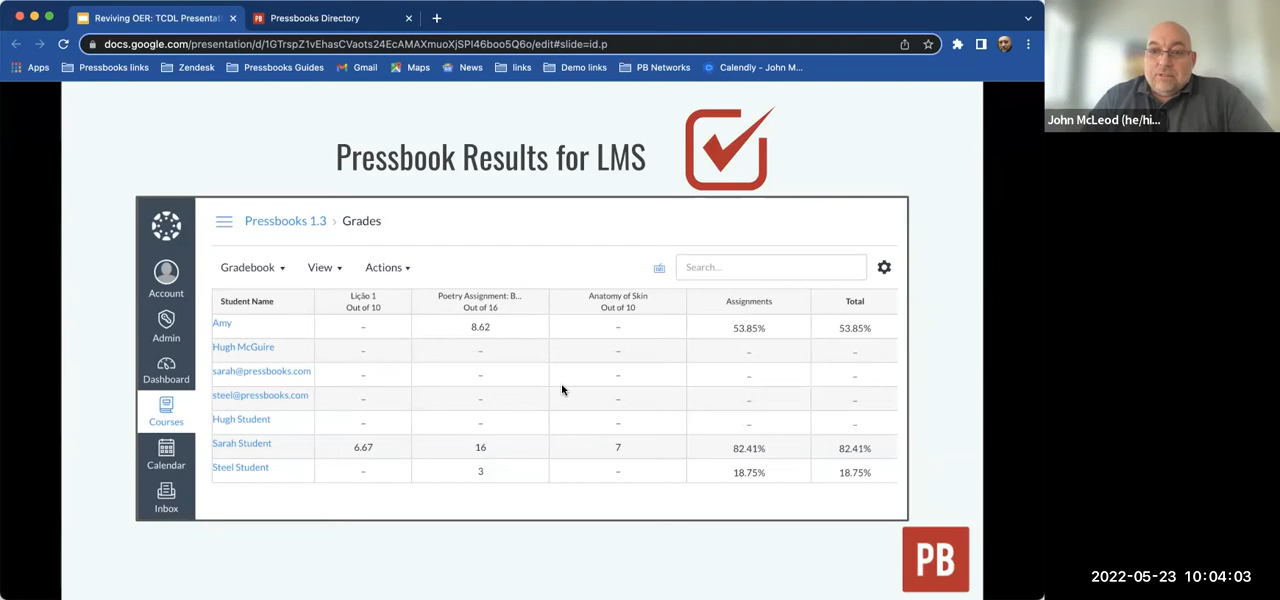 Reviving OER: TCDL Presentat
Pressbooks Directory
docs.google.com/presentation/d/1GTrspZ1vEhasCVaots24EcAMAXmuoXjSPI46boo5Q6o/edit#slide=id.p
Apps Pressbooks links Zendesk Pressbooks Guides Gmail Maps News links Demo links PB Networks Calendly - John M...
John McLeod (he/hi...
Pressbook Results for LMS
Pressbooks 1.3 › Grades
Gradebook View Actions Search...
Student Name Lição 1 Out of 10 Poetry Assignment: B... Out of 16 Anatomy of Skin Out of 10 Assignments Total
Amy – 8.62 – 53.85% 53.85%
Hugh McGuire – – – – –
sarah@pressbooks.com – – – – –
steel@pressbooks.com – – – – –
Hugh Student – – – – –
Sarah Student 6.67 16 7 82.41% 82.41%
Steel Student – 3 – 18.75% 18.75%
Account
Admin
Dashboard
Courses
Calendar
Inbox
PB
2022-05-23 10:04:03